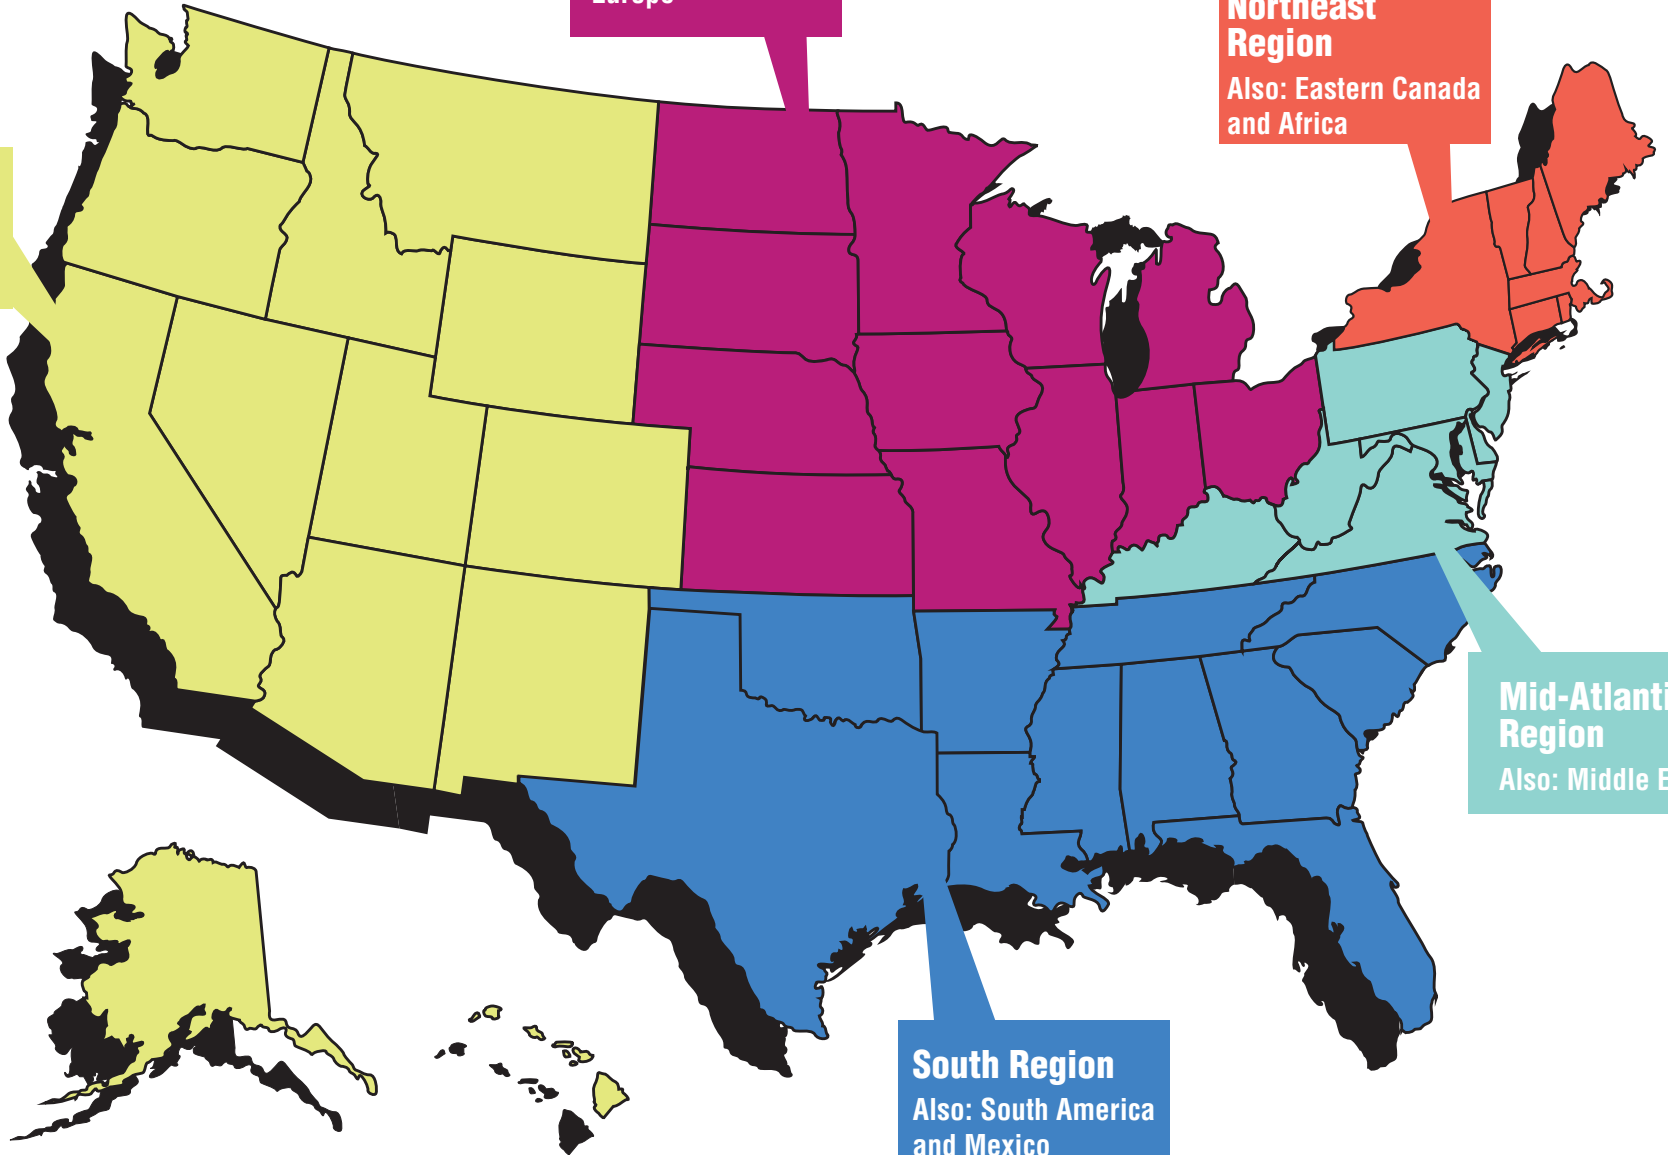 Europe
Northeast
Region
Also: Eastern Canada
and Africa
Mid-Atlanti
Region
Also: Middle E
South Region
Also: South America
and Mexico